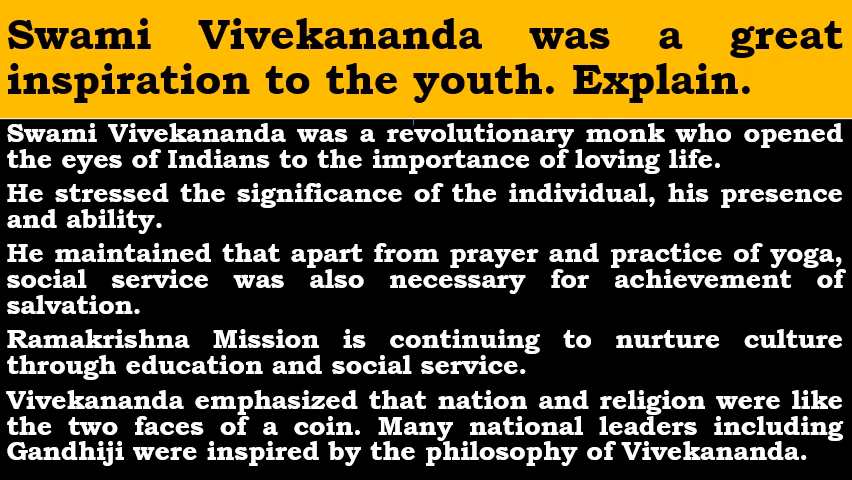 Swami Vivekananda was a great
inspiration to the youth. Explain.
Swami Vivekananda was a revolutionary monk who opened
the eyes of Indians to the importance of loving life.
He stressed the significance of the individual, his presence
and ability.
He maintained that apart from prayer and practice of yoga,
social service was also necessary for achievement of
salvation.
Ramakrishna Mission is continuing to nurture culture
through education and social service.
Vivekananda emphasized that nation and religion were like
the two faces of a coin. Many national leaders including
Gandhiji were inspired by the philosophy of Vivekananda.